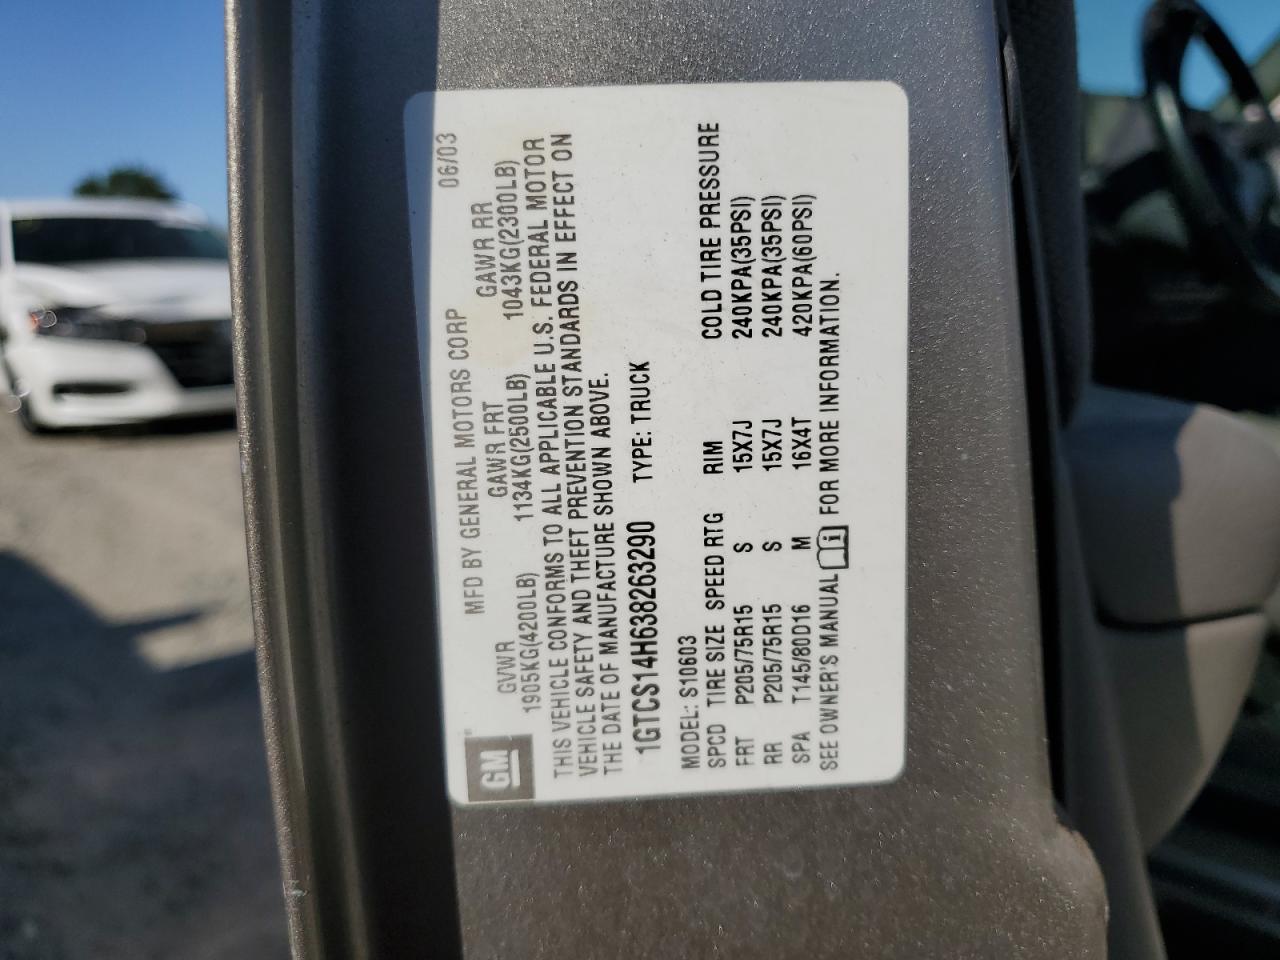 GM
MFD BY GENERAL MOTORS CORP 06/03
GVWR GAWR FRT GAWR RR
1905KG(4200LB) 1134KG(2500LB) 1043KG(2300LB)
THIS VEHICLE CONFORMS TO ALL APPLICABLE U.S. FEDERAL MOTOR
VEHICLE SAFETY AND THEFT PREVENTION STANDARDS IN EFFECT ON
THE DATE OF MANUFACTURE SHOWN ABOVE.
1GTCS14H638263290 TYPE: TRUCK
MODEL: S10603
SPCD TIRE SIZE SPEED RTG RIM COLD TIRE PRESSURE
FRT P205/75R15 S 15X7J 240KPA(35PSI)
RR P205/75R15 S 15X7J 240KPA(35PSI)
SPA T145/80D16 M 16X4T 420KPA(60PSI)
SEE OWNER'S MANUAL i FOR MORE INFORMATION.